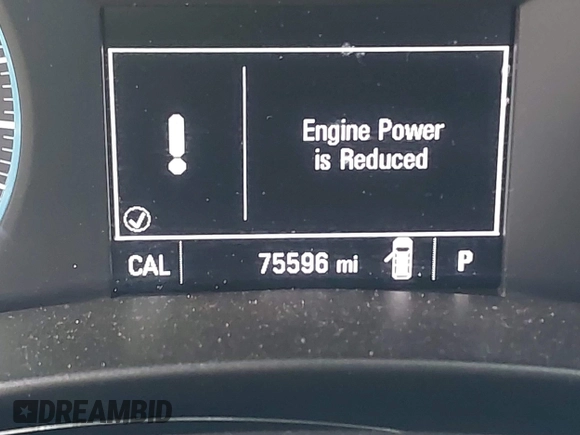 Engine Power
is Reduced
CAL 75596 mi P
DREAMBID